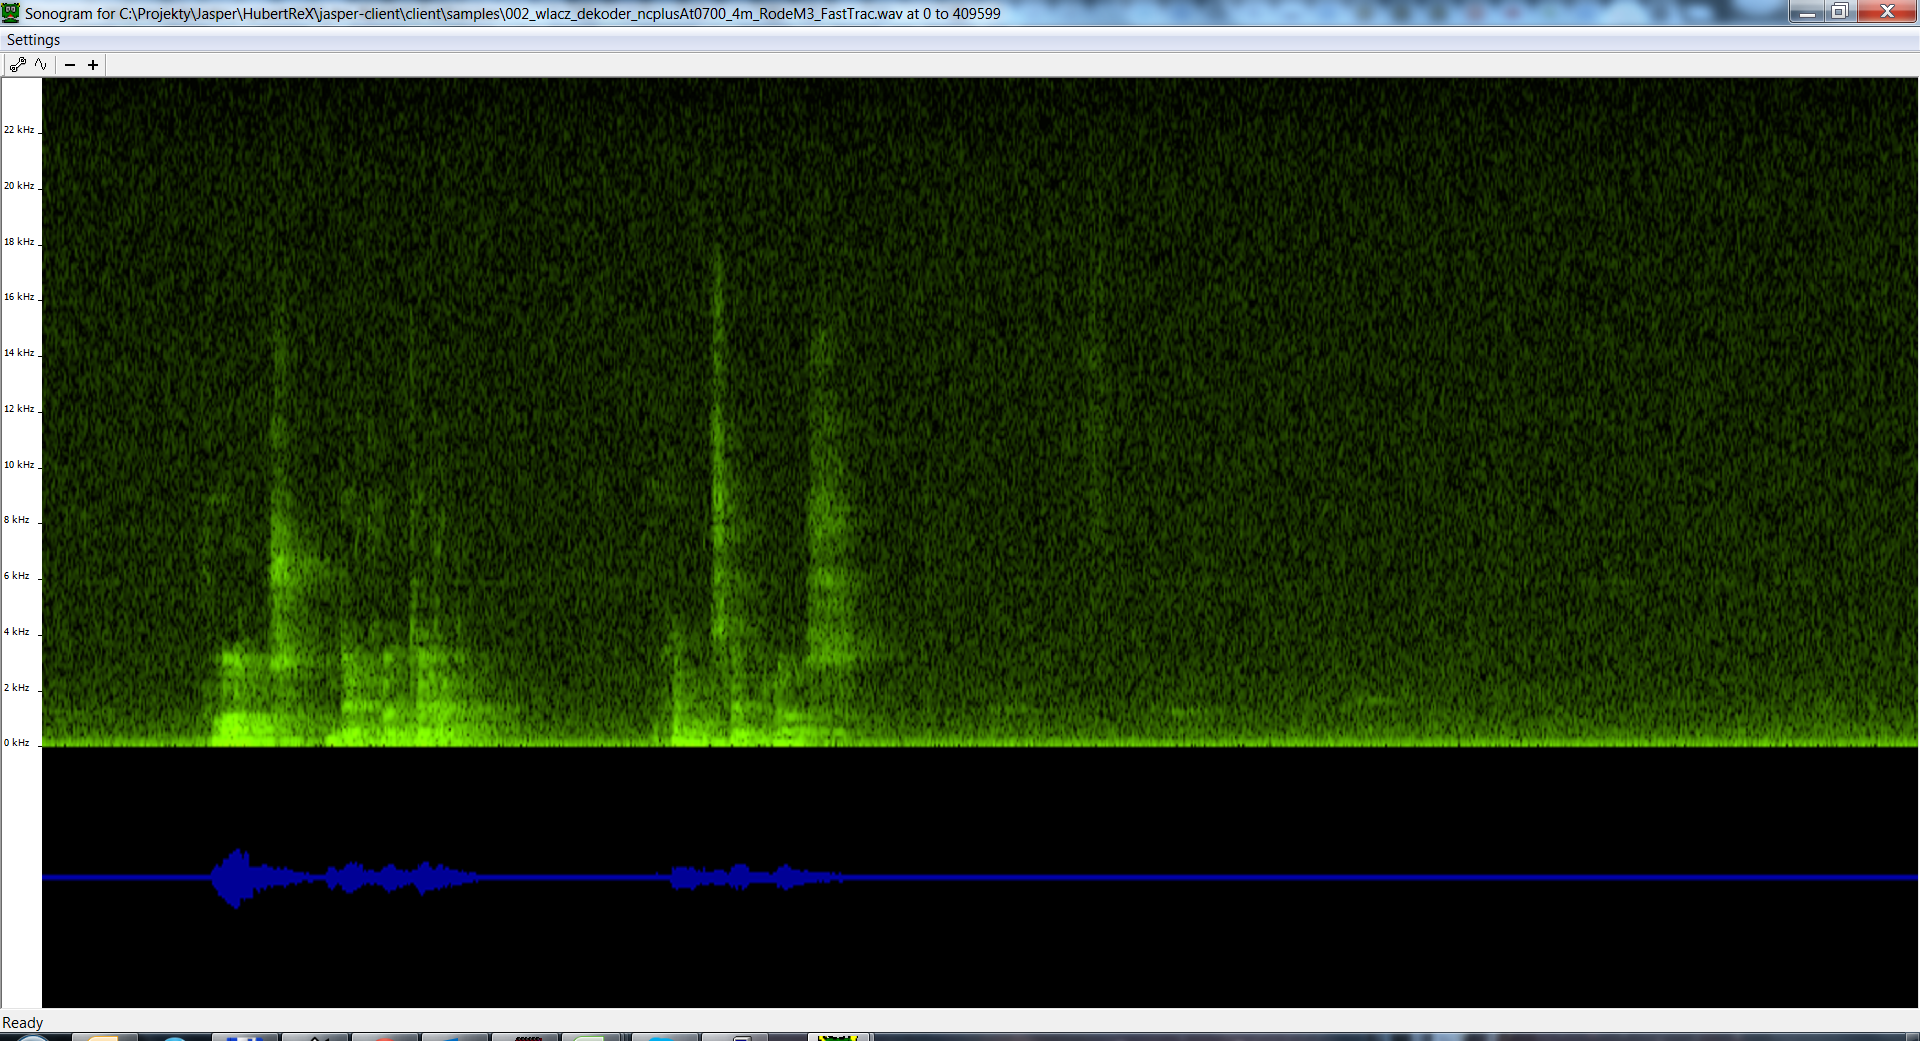 Sonogram for C:\Projekty\Jasper\HubertReX\jasper-client\client\samples\002_wlacz_dekoder_ncplusAt0700_4m_RodeM3_FastTrac.wav at 0 to 409599
Settings
22 kHz
20 kHz
18 kHz
16 kHz
14 kHz
12 kHz
10 kHz
8 kHz
6 kHz
4 kHz
2 kHz
0 kHz
Ready